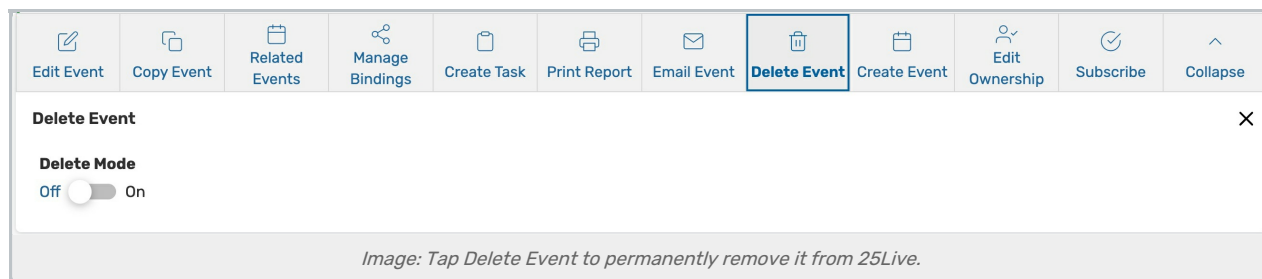 Edit Event
Copy Event
Related
Events
Manage
Bindings
Create Task
Print Report
Email Event
Delete Event
Create Event
Edit
Ownership
Subscribe
Collapse
Delete Event
Delete Mode
Off On
Image: Tap Delete Event to permanently remove it from 25Live.